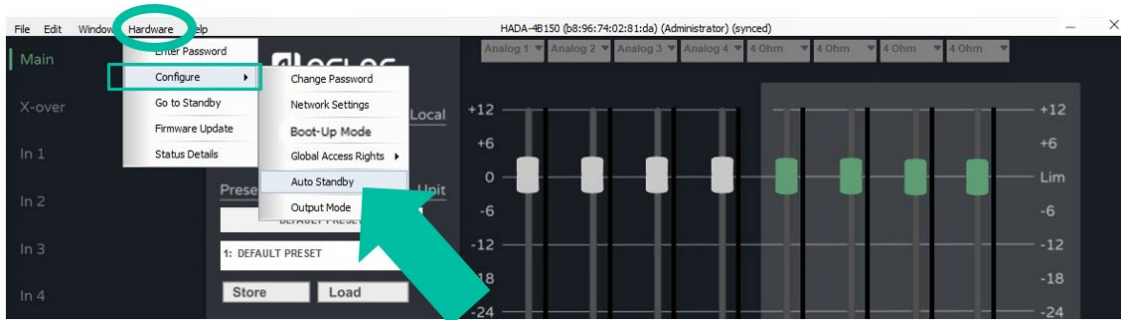 File Edit Window Hardware Help
HADA-4B150 (b8:96:74:02:81:da) (Administrator) (synced)
Main
X-over
In 1
In 2
In 3
In 4
Enter Password
Configure
Go to Standby
Firmware Update
Status Details
Change Password
Network Settings
Boot-Up Mode
Global Access Rights
Auto Standby
Output Mode
Local
Unit
DEFAULT PRESET
1: DEFAULT PRESET
Store Load
Analog 1 Analog 2 Analog 3 Analog 4 4 Ohm 4 Ohm 4 Ohm 4 Ohm
+12 +12
+6 +6
0 Lim
-6 -6
-12 -12
-18 -18
-24 -24